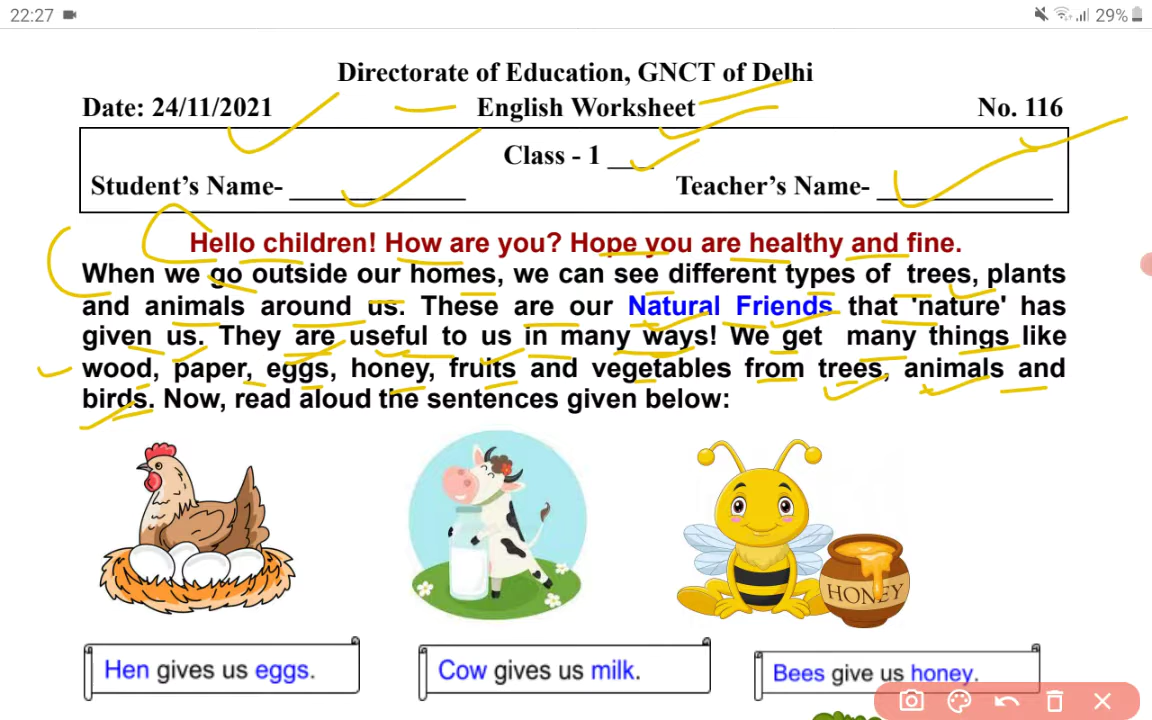 22:27
29%
Directorate of Education, GNCT of Delhi
Date: 24/11/2021 English Worksheet No. 116
Class - 1 ____
Student's Name- _____________ Teacher's Name- _____________
Hello children! How are you? Hope you are healthy and fine.
When we go outside our homes, we can see different types of trees, plants
and animals around us. These are our Natural Friends that 'nature' has
given us. They are useful to us in many ways! We get many things like
wood, paper, eggs, honey, fruits and vegetables from trees, animals and
birds. Now, read aloud the sentences given below:
HONEY
Hen gives us eggs.
Cow gives us milk.
Bees give us honey.